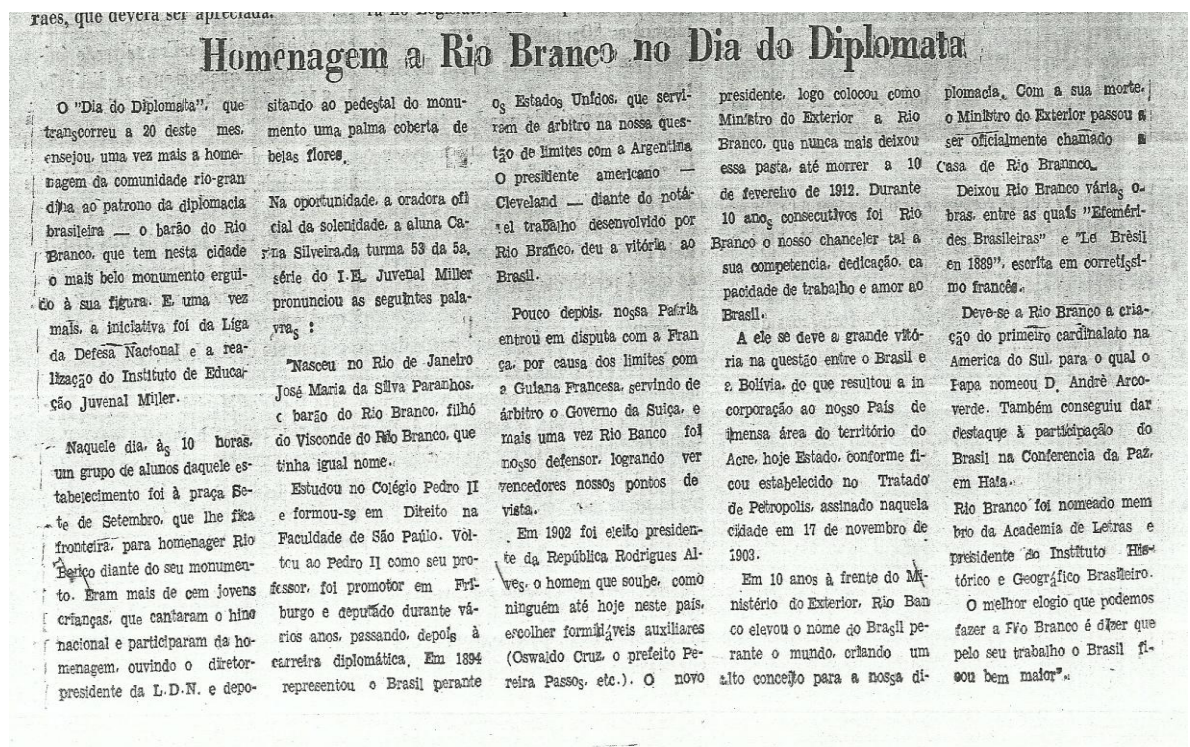 raes, que deverá ser apreciada.
Homenagem a Rio Branco no Dia do Diplomata
O "Dia do Diplomata", que
transcorreu a 20 deste mes,
ensejou, uma vez mais a home-
nagem da comunidade rio-gran
dina ao patrono da diplomacia
brasileira — o barão do Rio
Branco, que tem nesta cidade
o mais belo monumento ergui-
do à sua figura. E uma vez
mais, a iniciativa foi da Liga
da Defesa Nacional e a rea-
lização do Instituto de Educa-
ção Juvenal Miller.
Naquele dia, às 10 horas,
um grupo de alunos daquele es-
tabelecimento foi à praça Se-
te de Setembro, que lhe fica
fronteira, para homenager Rio
diante do seu monumen-
to. Eram mais de cem jovens
crianças, que cantaram o hino
nacional e participaram da ho-
menagem, ouvindo o diretor-
presidente da L.D.N. e depo-
sitando ao pedestal do monu-
mento uma palma coberta de
belas flores.
Na oportunidade, a oradora ofi
cial da solenidade, a aluna Ca-
rina Silveira,da turma 53 da 5a,
série do I.E. Juvenal Miller
pronunciou as seguintes pala-
vras :
"Nasceu no Rio de Janeiro
José Maria da Silva Paranhos,
o barão do Rio Branco, filhó
do Visconde do Rio Branco, que
tinha igual nome.
Estudou no Colégio Pedro II
e formou-se em Direito na
Faculdade de São Paulo. Vol-
tou ao Pedro II como seu pro-
fessor, foi promotor em Fri-
burgo e deputado durante vá-
rios anos, passando, depois à
carreira diplomática. Em 1894
representou o Brasil perante
os Estados Unidos, que servi-
ram de árbitro na nossa ques-
tão de limites com a Argentina
O presidente americano —
Cleveland — diante do notá-
vel trabalho desenvolvido por
Rio Branco, deu a vitória ao
Brasil.
Pouco depois, nossa Patria
entrou em disputa com a Fran
ça, por causa dos limites com
a Guiana Francesa, servindo de
árbitro o Governo da Suiça, e
mais uma vez Rio Banco foi
nosso defensor, logrando ver
vencedores nossos pontos de
vista.
Em 1902 foi eleito presiden-
te da República Rodrigues Al-
ves, o homem que soube, como
ninguém até hoje neste país,
escolher formidáveis auxiliares
(Oswaldo Cruz, o prefeito Pe-
reira Passos, etc.). O novo
presidente, logo colocou como
Ministro do Exterior a Rio
Branco, que nunca mais deixou
essa pasta, até morrer a 10
de fevereiro de 1912. Durante
10 anos consecutivos foi Rio
Branco o nosso chanceler tal a
sua competencia, dedicação, ca
pacidade de trabalho e amor ao
Brasil.
A ele se deve a grande vitó-
ria na questão entre o Brasil e
a Bolívia, do que resultou a in
corporação ao nosso País de
imensa área do território do
Acre, hoje Estado, conforme fi-
cou estabelecido no Tratado
de Petropolis, assinado naquela
cidade em 17 de novembro de
1903.
Em 10 anos à frente do Mi-
nistério do Exterior, Rio Ban
co elevou o nome do Brasil pe-
rante o mundo, criando um
alto conceito para a nossa di-
plomacia. Com a sua morte,
o Ministro do Exterior passou a
ser oficialmente chamado a
Casa de Rio Brannco.
Deixou Rio Branco várias o-
bras, entre as quais "Efeméri-
des Brasileiras" e "Le Brèsil
en 1889", escrita em corretissi-
mo francês.
Deve-se a Rio Branco a cria-
ção do primeiro cardinalato na
America do Sul, para o qual o
Papa nomeou D. Andrè Arco-
verde. Também conseguiu dar
destaque à participação do
Brasil na Conferencia da Paz,
em Haia.
Rio Branco foi nomeado mem
bro da Academia de Letras e
presidente do Instituto His-
tórico e Geográfico Brasileiro.
O melhor elogio que podemos
fazer a Rio Branco é dizer que
pelo seu trabalho o Brasil fi-
cou bem maior".